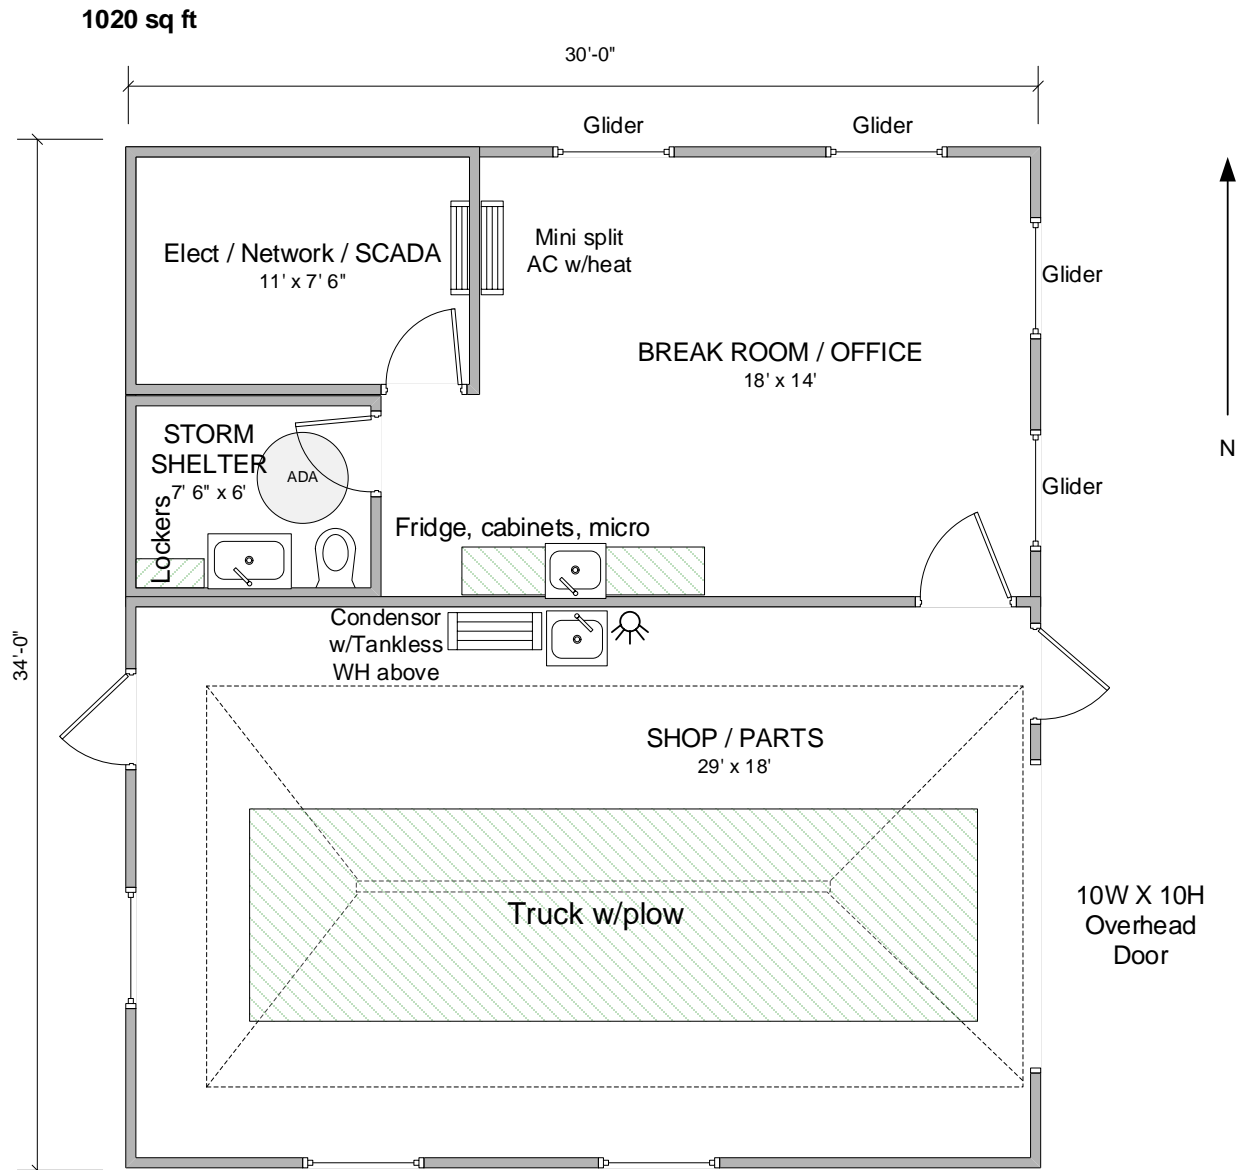 1020 sq ft
30'-0"
Glider
Glider
Elect / Network / SCADA
11' x 7' 6"
Mini split
AC w/heat
Glider
BREAK ROOM / OFFICE
18' x 14'
N
STORM
SHELTER
7' 6" x 6'
ADA
Lockers
Glider
Fridge, cabinets, micro
Condensor
w/Tankless
WH above
34'-0"
SHOP / PARTS
29' x 18'
Truck w/plow
10W X 10H
Overhead
Door